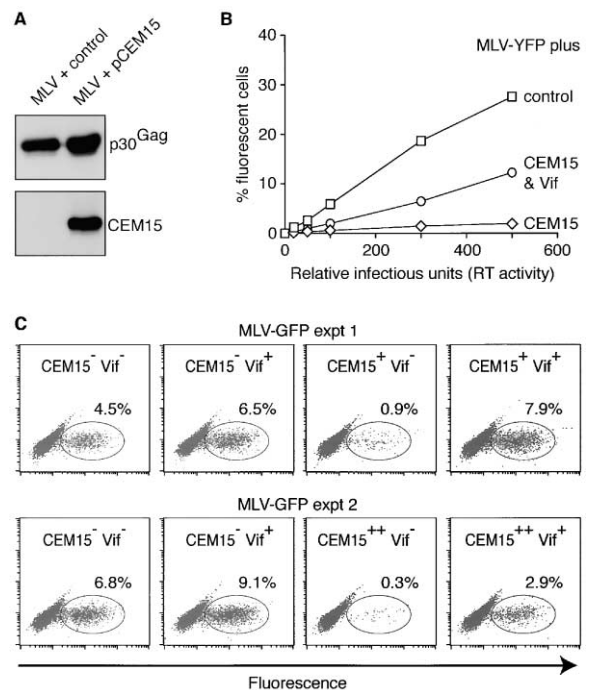 A
MLV + control
MLV + pCEM15
p30Gag
CEM15
B
MLV-YFP plus
40
30
20
10
0
% fluorescent cells
control
CEM15
& Vif
CEM15
0 200 400 600
Relative infectious units (RT activity)
C
MLV-GFP expt 1
CEM15- Vif- CEM15- Vif+ CEM15+ Vif- CEM15+ Vif+
4.5% 6.5% 0.9% 7.9%
MLV-GFP expt 2
CEM15- Vif- CEM15- Vif+ CEM15++ Vif- CEM15++ Vif+
6.8% 9.1% 0.3% 2.9%
Fluorescence